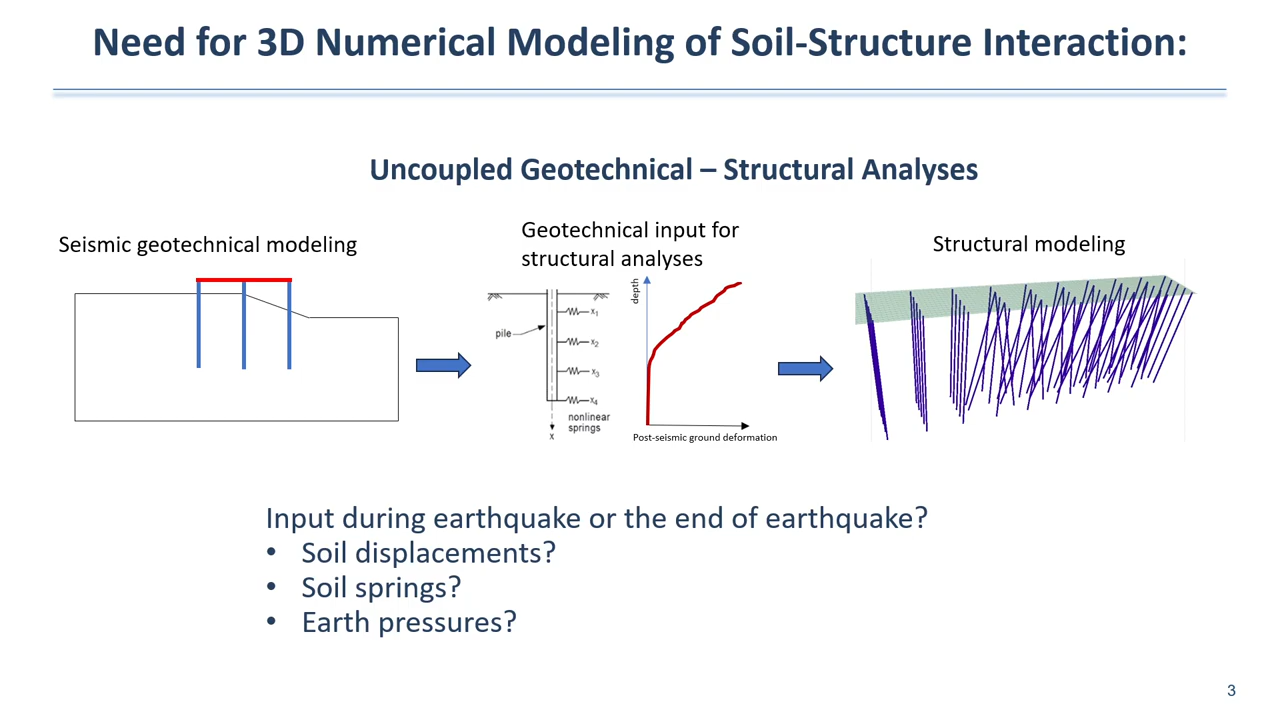 Need for 3D Numerical Modeling of Soil-Structure Interaction:
Uncoupled Geotechnical – Structural Analyses
Seismic geotechnical modeling
Geotechnical input for
structural analyses
Structural modeling
depth
pile
x1
x2
x3
x4
nonlinear
springs
x
Post-seismic ground deformation
Input during earthquake or the end of earthquake?
• Soil displacements?
• Soil springs?
• Earth pressures?
3